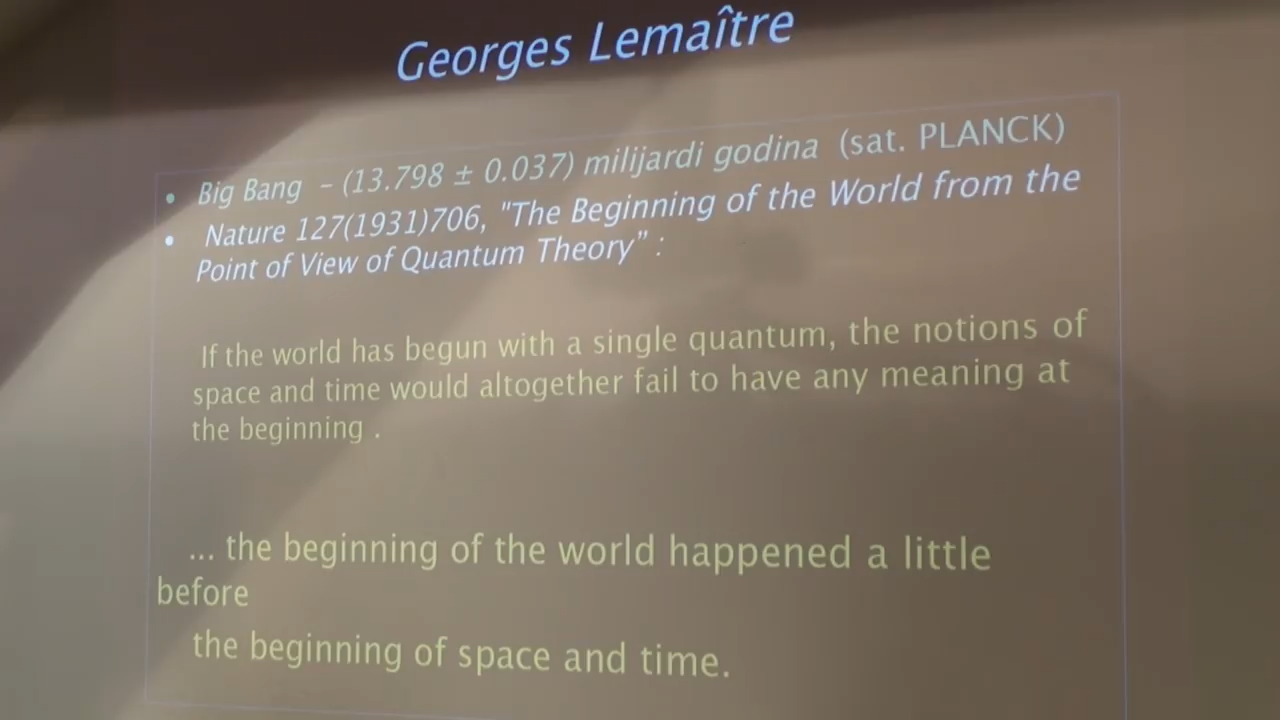 Georges Lemaître
• Big Bang – (13.798 ± 0.037) milijardi godina (sat. PLANCK)
• Nature 127(1931)706, "The Beginning of the World from the
Point of View of Quantum Theory” :
If the world has begun with a single quantum, the notions of
space and time would altogether fail to have any meaning at
the beginning .
... the beginning of the world happened a little
before
the beginning of space and time.